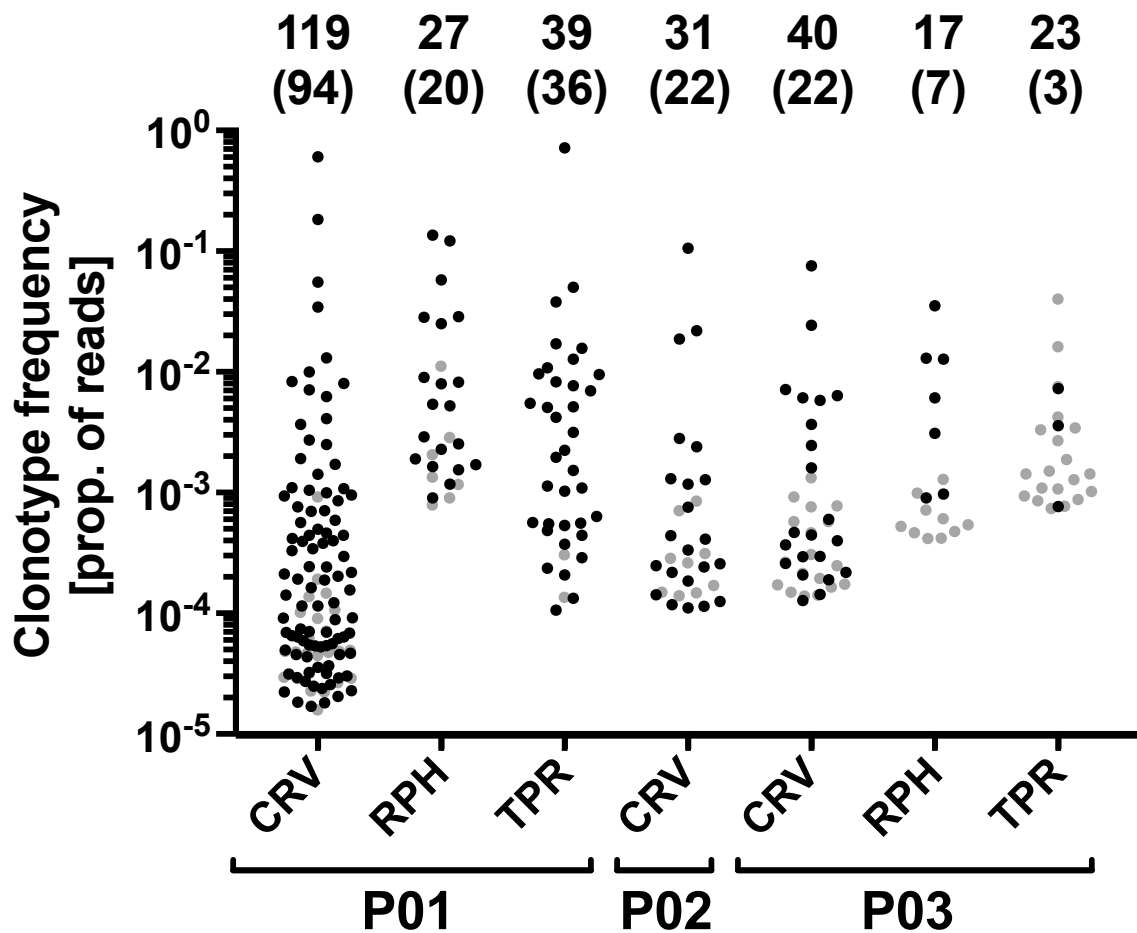 119 27 39 31 40 17 23
(94) (20) (36) (22) (22) (7) (3)
Clonotype frequency
[prop. of reads]
10⁰
10⁻¹
10⁻²
10⁻³
10⁻⁴
10⁻⁵
CRV RPH TPR CRV CRV RPH TPR
P01 P02 P03